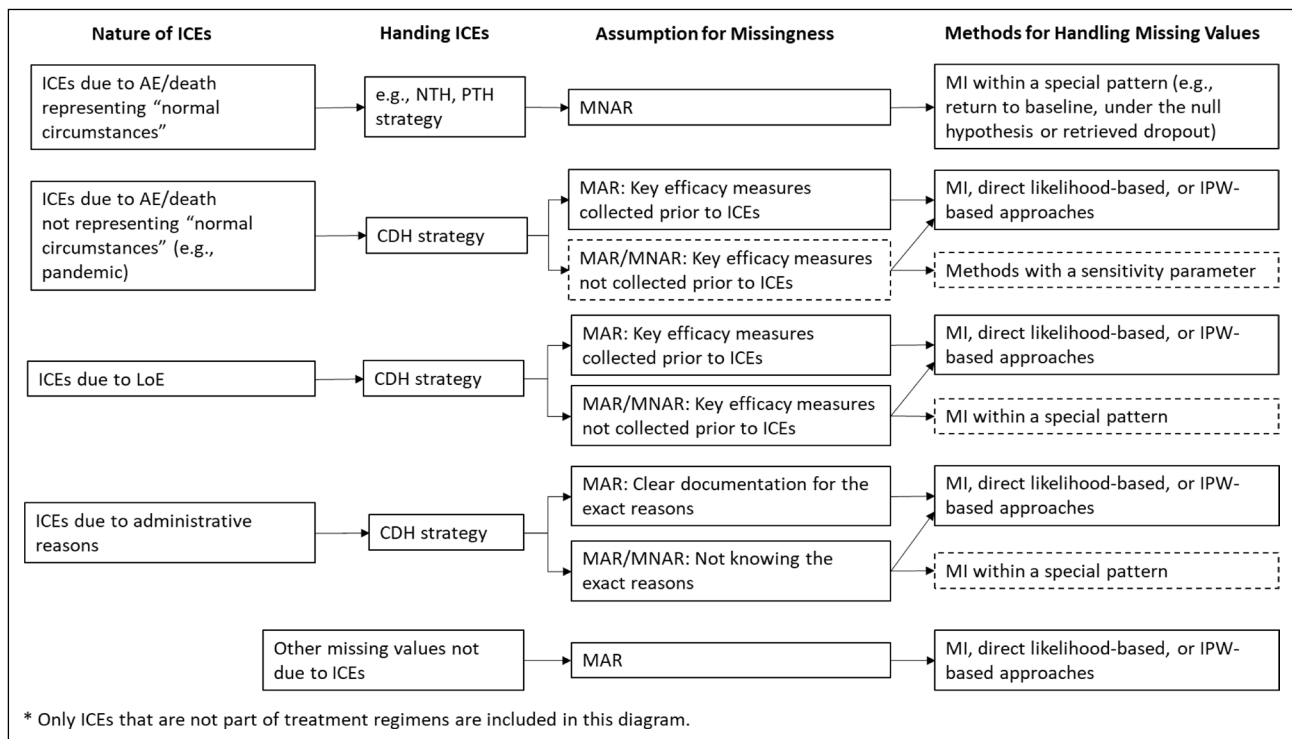 Nature of ICEs
Handing ICEs
Assumption for Missingness
Methods for Handling Missing Values
ICEs due to AE/death
representing “normal
circumstances”
e.g., NTH, PTH
strategy
MNAR
MI within a special pattern (e.g.,
return to baseline, under the null
hypothesis or retrieved dropout)
ICEs due to AE/death
not representing “normal
circumstances” (e.g.,
pandemic)
CDH strategy
MAR: Key efficacy measures
collected prior to ICEs
MAR/MNAR: Key efficacy measures
not collected prior to ICEs
MI, direct likelihood-based, or IPW-
based approaches
Methods with a sensitivity parameter
ICEs due to LoE
CDH strategy
MAR: Key efficacy measures
collected prior to ICEs
MAR/MNAR: Key efficacy measures
not collected prior to ICEs
MI, direct likelihood-based, or IPW-
based approaches
MI within a special pattern
ICEs due to administrative
reasons
CDH strategy
MAR: Clear documentation for the
exact reasons
MAR/MNAR: Not knowing the
exact reasons
MI, direct likelihood-based, or IPW-
based approaches
MI within a special pattern
Other missing values not
due to ICEs
MAR
MI, direct likelihood-based, or IPW-
based approaches
* Only ICEs that are not part of treatment regimens are included in this diagram.